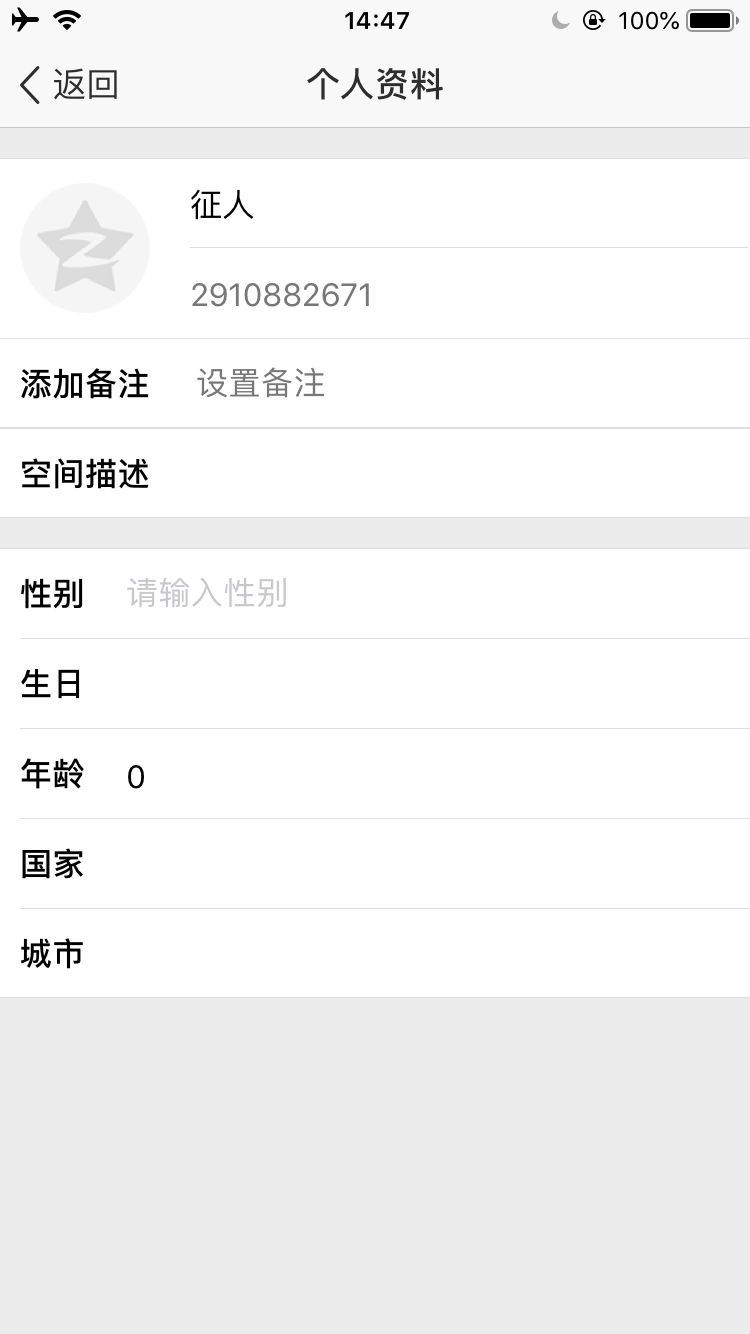 14:47
100%
返回
个人资料
征人
2910882671
添加备注 设置备注
空间描述
性别 请输入性别
生日
年龄 0
国家
城市